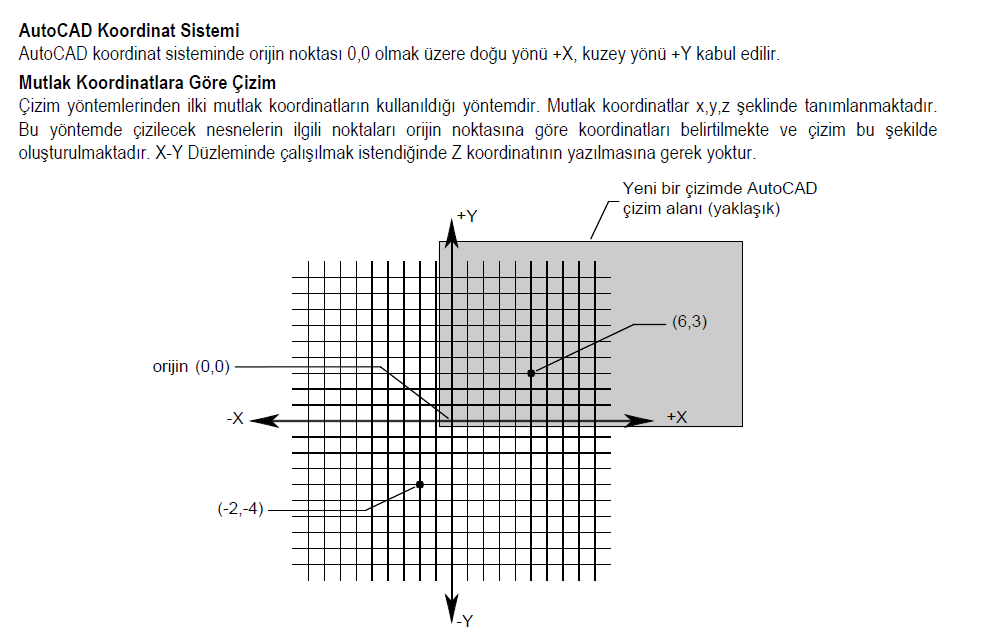 AutoCAD Koordinat Sistemi
AutoCAD koordinat sisteminde orijin noktası 0,0 olmak üzere doğu yönü +X, kuzey yönü +Y kabul edilir.
Mutlak Koordinatlara Göre Çizim
Çizim yöntemlerinden ilki mutlak koordinatların kullanıldığı yöntemdir. Mutlak koordinatlar x,y,z şeklinde tanımlanmaktadır.
Bu yöntemde çizilecek nesnelerin ilgili noktaları orijin noktasına göre koordinatları belirtilmekte ve çizim bu şekilde
oluşturulmaktadır. X-Y Düzleminde çalışılmak istendiğinde Z koordinatının yazılmasına gerek yoktur.
Yeni bir çizimde AutoCAD
çizim alanı (yaklaşık)
+Y
(6,3)
orijin (0,0)
-X
+X
(-2,-4)
-Y